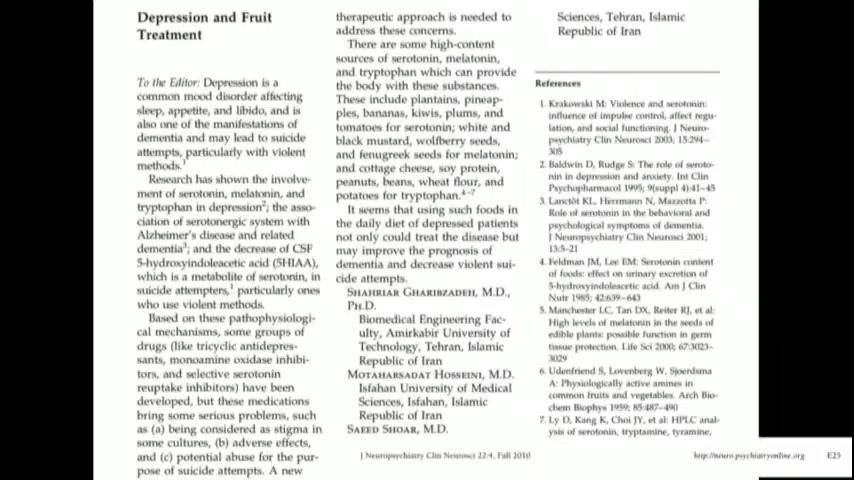 Depression and Fruit
Treatment
To the Editor: Depression is a
common mood disorder affecting
sleep, appetite, and libido, and is
also one of the manifestations of
dementia and may lead to suicide
attempts, particularly with violent
methods.1
Research has shown the involve-
ment of serotonin, melatonin, and
tryptophan in depression2; the asso-
ciation of serotonergic system with
Alzheimer's disease and related
dementia3; and the decrease of CSF
5-hydroxyindoleacetic acid (5HIAA),
which is a metabolite of serotonin, in
suicide attempters,1 particularly ones
who use violent methods.
Based on these pathophysiologi-
cal mechanisms, some groups of
drugs (like tricyclic antidepres-
sants, monoamine oxidase inhibi-
tors, and selective serotonin
reuptake inhibitors) have been
developed, but these medications
bring some serious problems, such
as (a) being considered as stigma in
some cultures, (b) adverse effects,
and (c) potential abuse for the pur-
pose of suicide attempts. A new
therapeutic approach is needed to
address these concerns.
There are some high-content
sources of serotonin, melatonin,
and tryptophan which can provide
the body with these substances.
These include plantains, pineap-
ples, bananas, kiwis, plums, and
tomatoes for serotonin; white and
black mustard, wolfberry seeds,
and fenugreek seeds for melatonin;
and cottage cheese, soy protein,
peanuts, beans, wheat flour, and
potatoes for tryptophan.4–7
It seems that using such foods in
the daily diet of depressed patients
not only could treat the disease but
may improve the prognosis of
dementia and decrease violent sui-
cide attempts.
SHAHRIAR GHARIBZADEH, M.D.,
PH.D.
Biomedical Engineering Fac-
ulty, Amirkabir University of
Technology, Tehran, Islamic
Republic of Iran
MOTAHARSADAT HOSSEINI, M.D.
Isfahan University of Medical
Sciences, Isfahan, Islamic
Republic of Iran
SAEED SHOAR, M.D.
Sciences, Tehran, Islamic
Republic of Iran
References
1. Krakowski M: Violence and serotonin:
influence of impulse control, affect regu-
lation, and social functioning. J Neuro-
psychiatry Clin Neurosci 2003; 15:294–
305
2. Baldwin D, Rudge S: The role of seroto-
nin in depression and anxiety. Int Clin
Psychopharmacol 1995; 9(suppl 4):41–45
3. Lanctôt KL, Herrmann N, Mazzotta P:
Role of serotonin in the behavioral and
psychological symptoms of dementia.
J Neuropsychiatry Clin Neurosci 2001;
13:5–21
4. Feldman JM, Lee EM: Serotonin content
of foods: effect on urinary excretion of
5-hydroxyindoleacetic acid. Am J Clin
Nutr 1985; 42:639–643
5. Manchester LC, Tan DX, Reiter RJ, et al:
High levels of melatonin in the seeds of
edible plants: possible function in germ
tissue protection. Life Sci 2000; 67:3023–
3029
6. Udenfriend S, Lovenberg W, Sjoerdsma
A: Physiologically active amines in
common fruits and vegetables. Arch Bio-
chem Biophys 1959; 85:487–490
7. Ly D, Kang K, Choi JY, et al: HPLC anal-
ysis of serotonin, tryptamine, tyramine,
J Neuropsychiatry Clin Neurosci 22:4, Fall 2010
http://neuro.psychiatryonline.org
E25